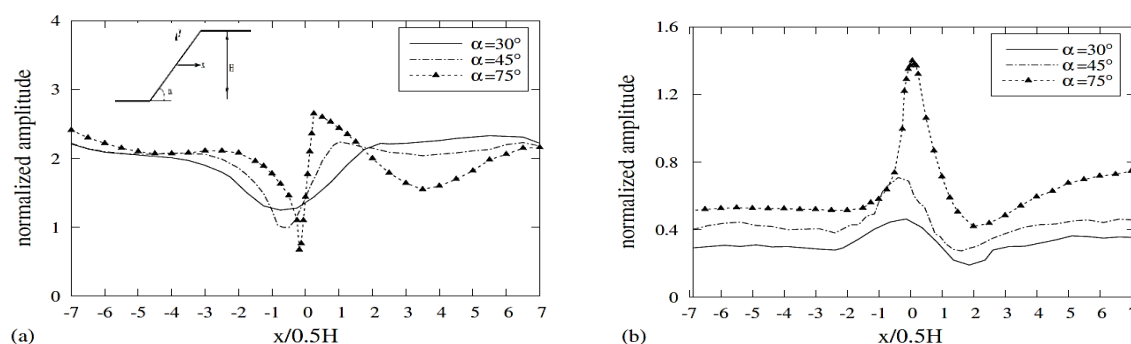 4
3
2
1
0
normalized amplitude
-7 -6 -5 -4 -3 -2 -1 0 1 2 3 4 5 6 7
x/0.5H
(a)
α=30°
α=45°
α=75°
x
H
1.6
1.2
0.8
0.4
0
normalized amplitude
-7 -6 -5 -4 -3 -2 -1 0 1 2 3 4 5 6 7
x/0.5H
(b)
α=30°
α=45°
α=75°